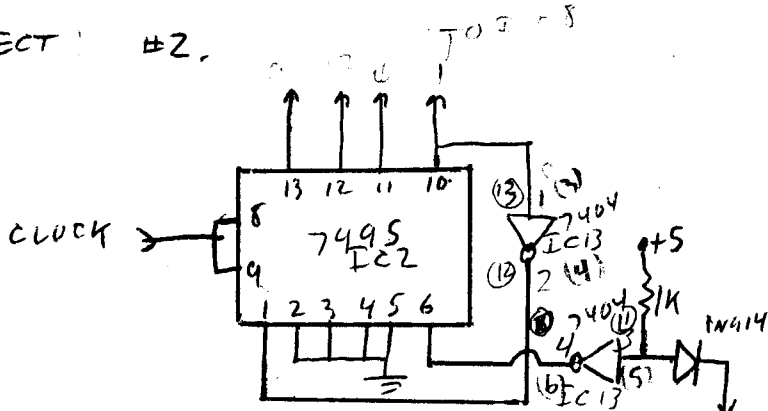 ECT #2.
13 12 11 10
CLOCK
8
9
7495
IC2
1 2 3 4 5 6
13 1
7404
IC13
12 2 (4)
+5
1K
7404 11
4
1N914
(6) IC13 (5)